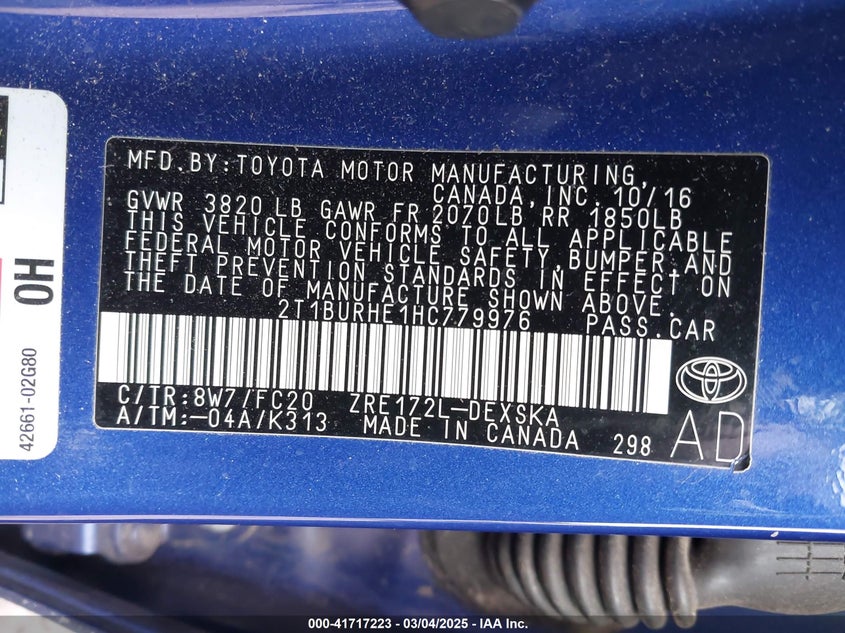 MFD.BY:TOYOTA MOTOR MANUFACTURING,
CANADA,INC. 10/16
GVWR 3820 LB GAWR FR 2070LB RR 1850LB
THIS VEHICLE CONFORMS TO ALL APPLICABLE
FEDERAL MOTOR VEHICLE SAFETY,BUMPER AND
THEFT PREVENTION STANDARDS IN EFFECT ON
THE DATE OF MANUFACTURE SHOWN ABOVE.
2T1BURHE1HC779976 PASS.CAR
C/TR:8W7/FC20 ZRE172L-DEXSKA
A/TM:-04A/K313 MADE IN CANADA 298
AD
OH
42661-02G80
000-41717223 - 03/04/2025 - IAA Inc.